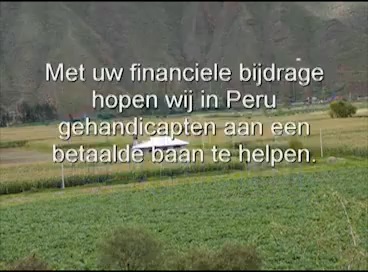 Met uw financiele bijdrage
hopen wij in Peru
gehandicapten aan een
betaalde baan te helpen.